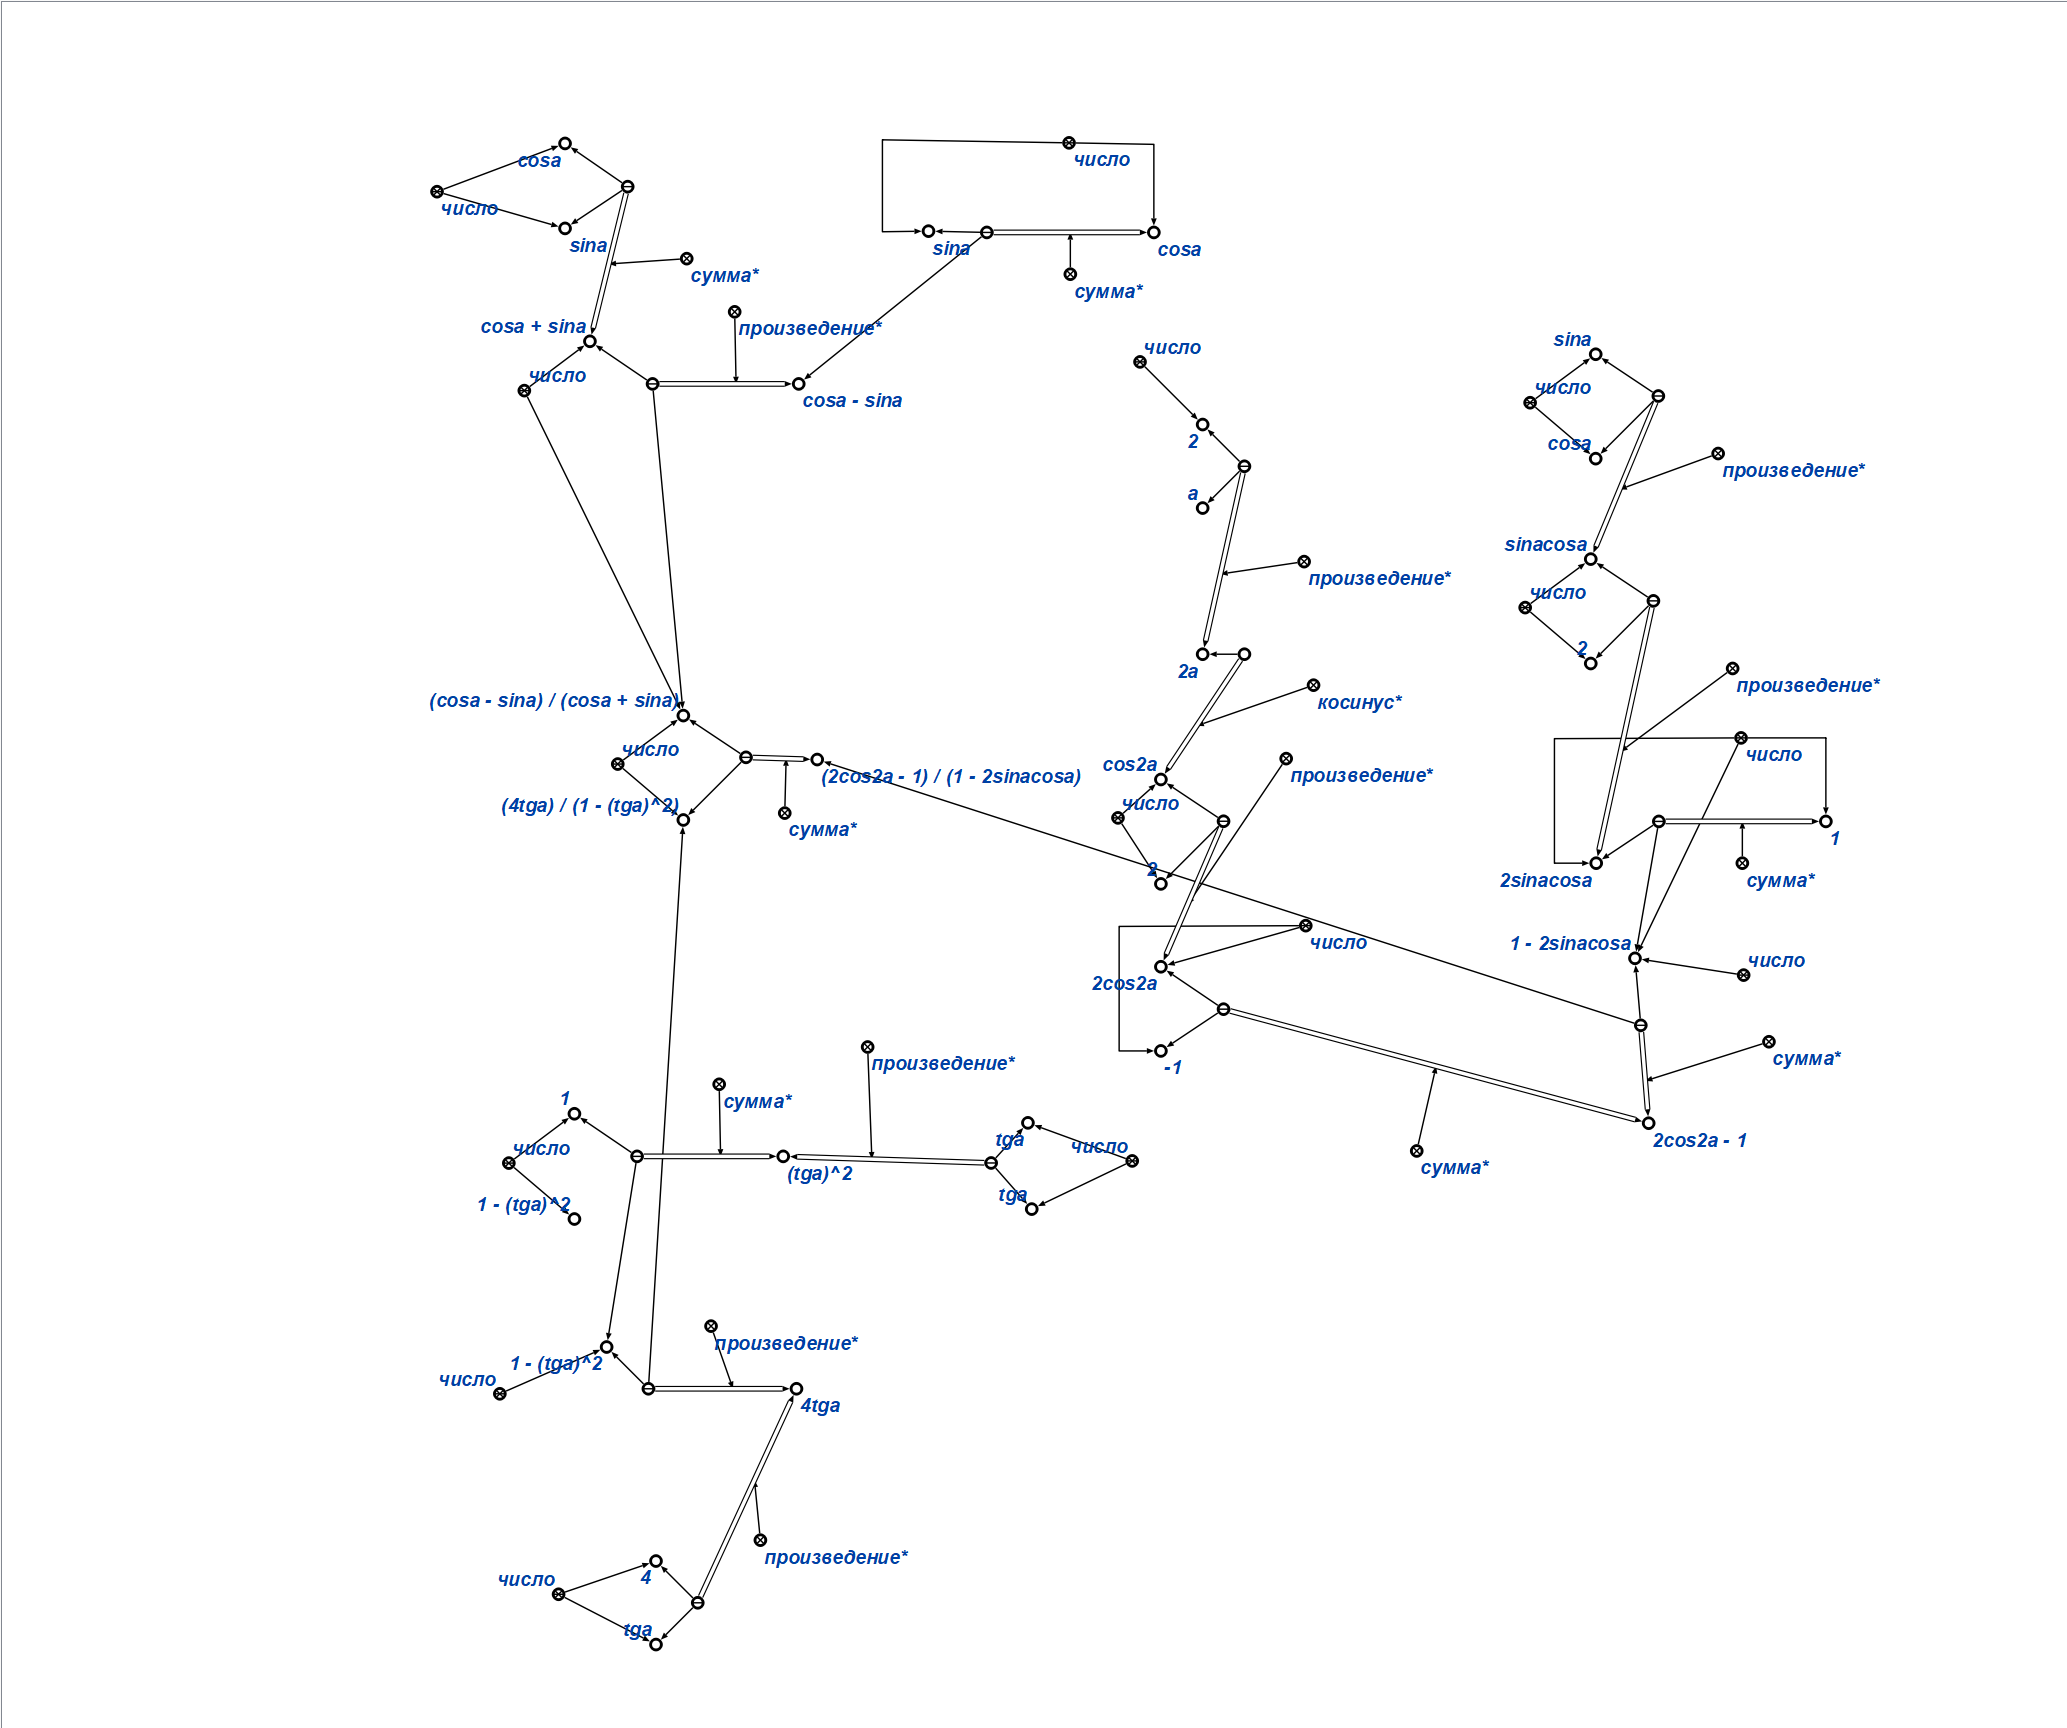 cosa
число
sina
сумма*
cosa + sina
число
произведение*
cosa - sina
число
sina
cosa
сумма*
число
2
a
произведение*
2a
косинус*
cos2a
число
2
произведение*
число
2cos2a
-1
сумма*
2cos2a - 1
sina
число
cosa
произведение*
sinacosa
число
2
произведение*
число
1
2sinacosa
сумма*
1 - 2sinacosa
число
сумма*
(cosa - sina) / (cosa + sina)
число
(2cos2a - 1) / (1 - 2sinacosa)
(4tga) / (1 - (tga)^2)
сумма*
произведение*
1
сумма*
число
tga
число
(tga)^2
tga
1 - (tga)^2
произведение*
1 - (tga)^2
число
4tga
произведение*
число
4
tga